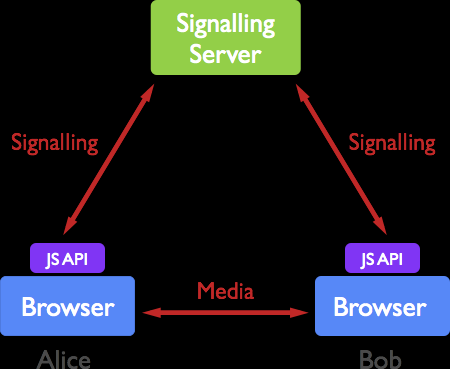 Signalling
Server
Signalling
Signalling
JS API
JS API
Browser
Media
Browser
Alice
Bob